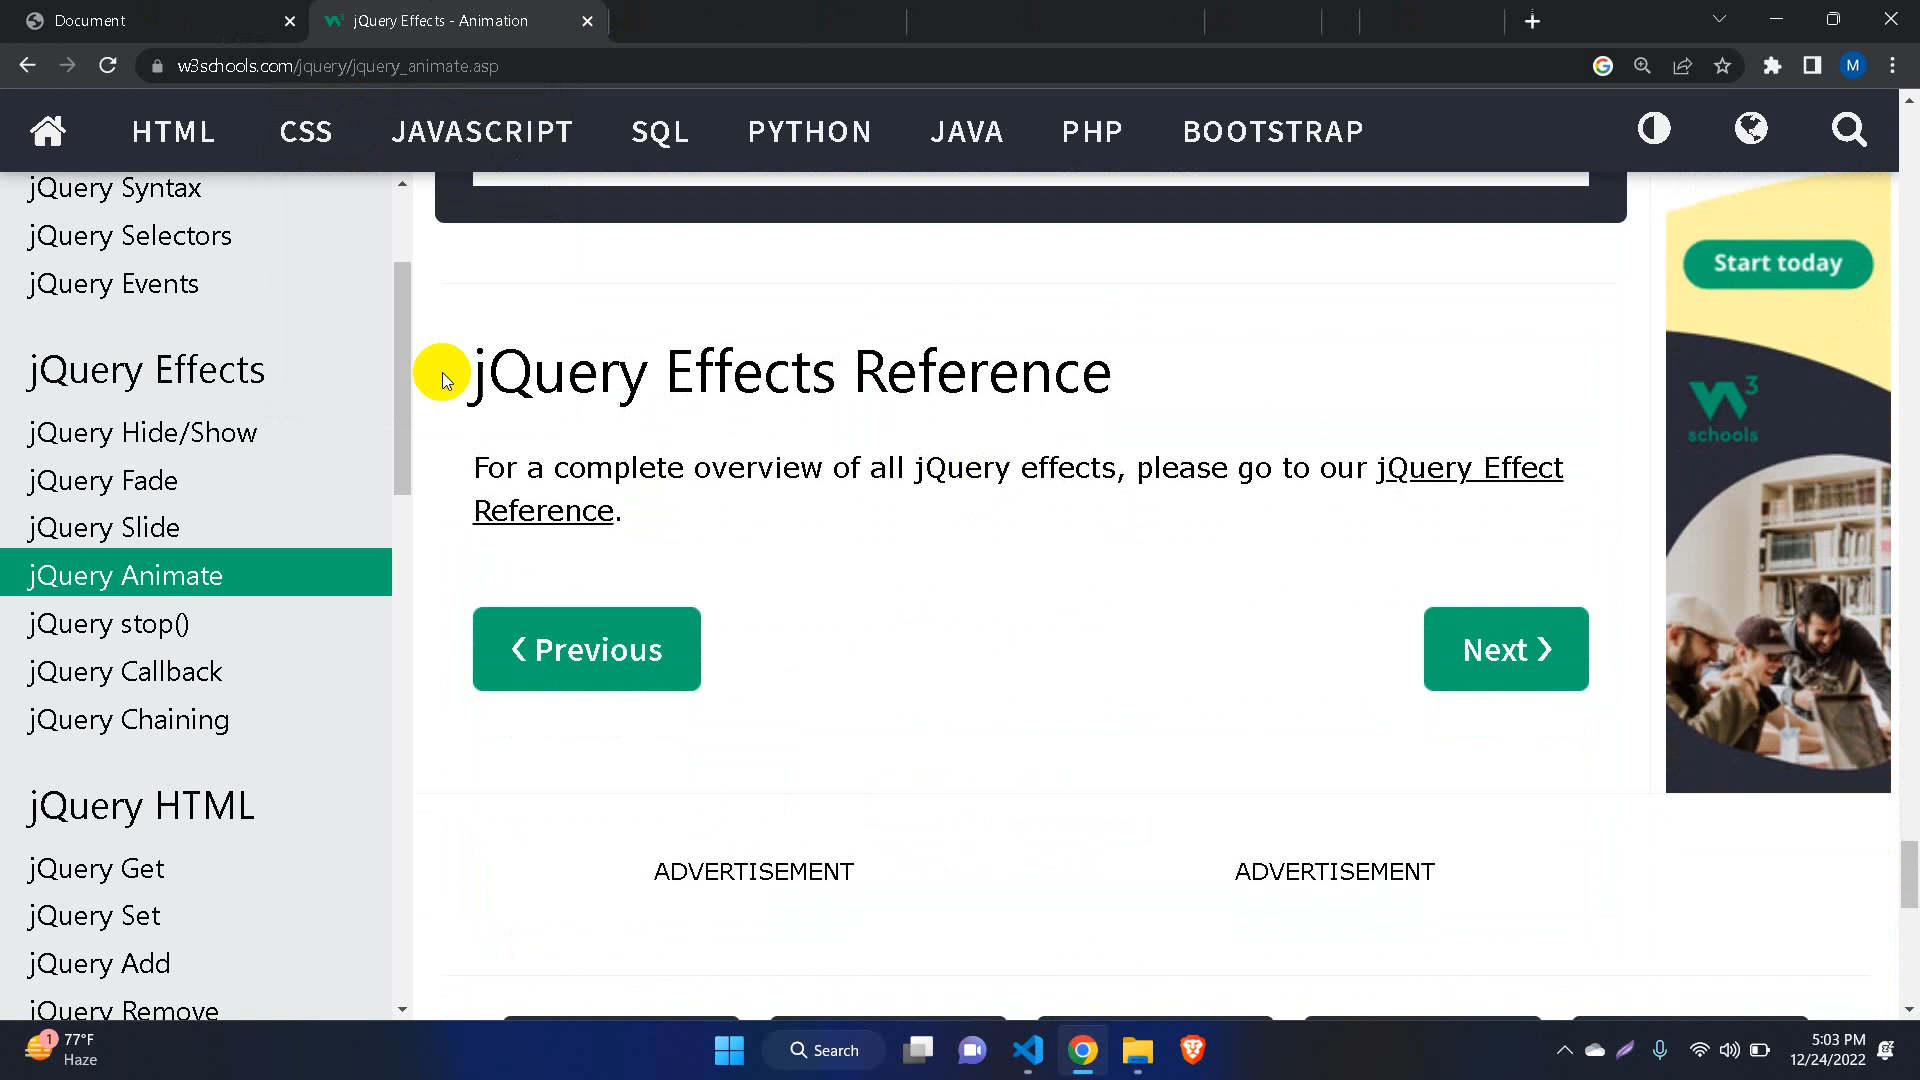 Document
jQuery Effects - Animation
w3schools.com/jquery/jquery_animate.asp
M
HTML CSS JAVASCRIPT SQL PYTHON JAVA PHP BOOTSTRAP
jQuery Syntax
jQuery Selectors
jQuery Events
jQuery Effects
jQuery Hide/Show
jQuery Fade
jQuery Slide
jQuery Animate
jQuery stop()
jQuery Callback
jQuery Chaining
jQuery HTML
jQuery Get
jQuery Set
jQuery Add
jQuery Remove
jQuery Effects Reference
For a complete overview of all jQuery effects, please go to our jQuery Effect
Reference.
❮ Previous
Next ❯
ADVERTISEMENT
ADVERTISEMENT
Start today
W3
schools
1
77°F
Haze
Search
5:03 PM
12/24/2022